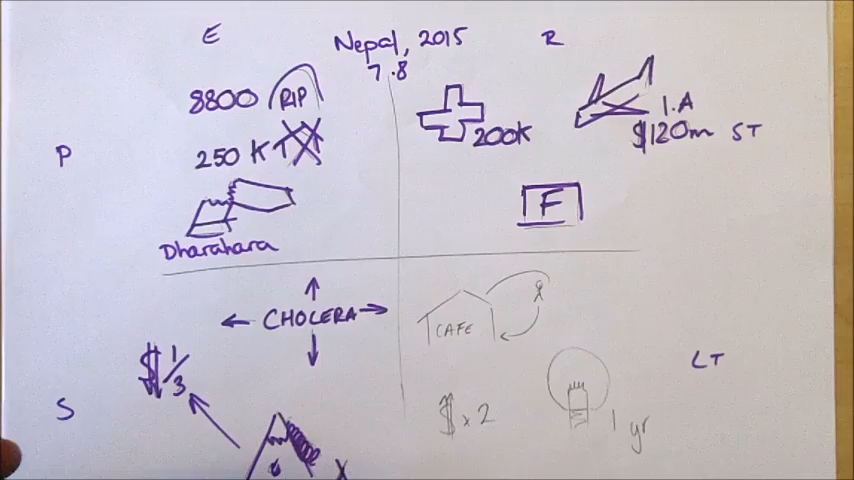 E
Nepal, 2015
R
7.8
8800
RIP
1.A
200K
$120m
ST
P
250K
F
Dharahara
CHOLERA
CAFE
$ 1/3
LT
S
$ x 2
1 yr
X